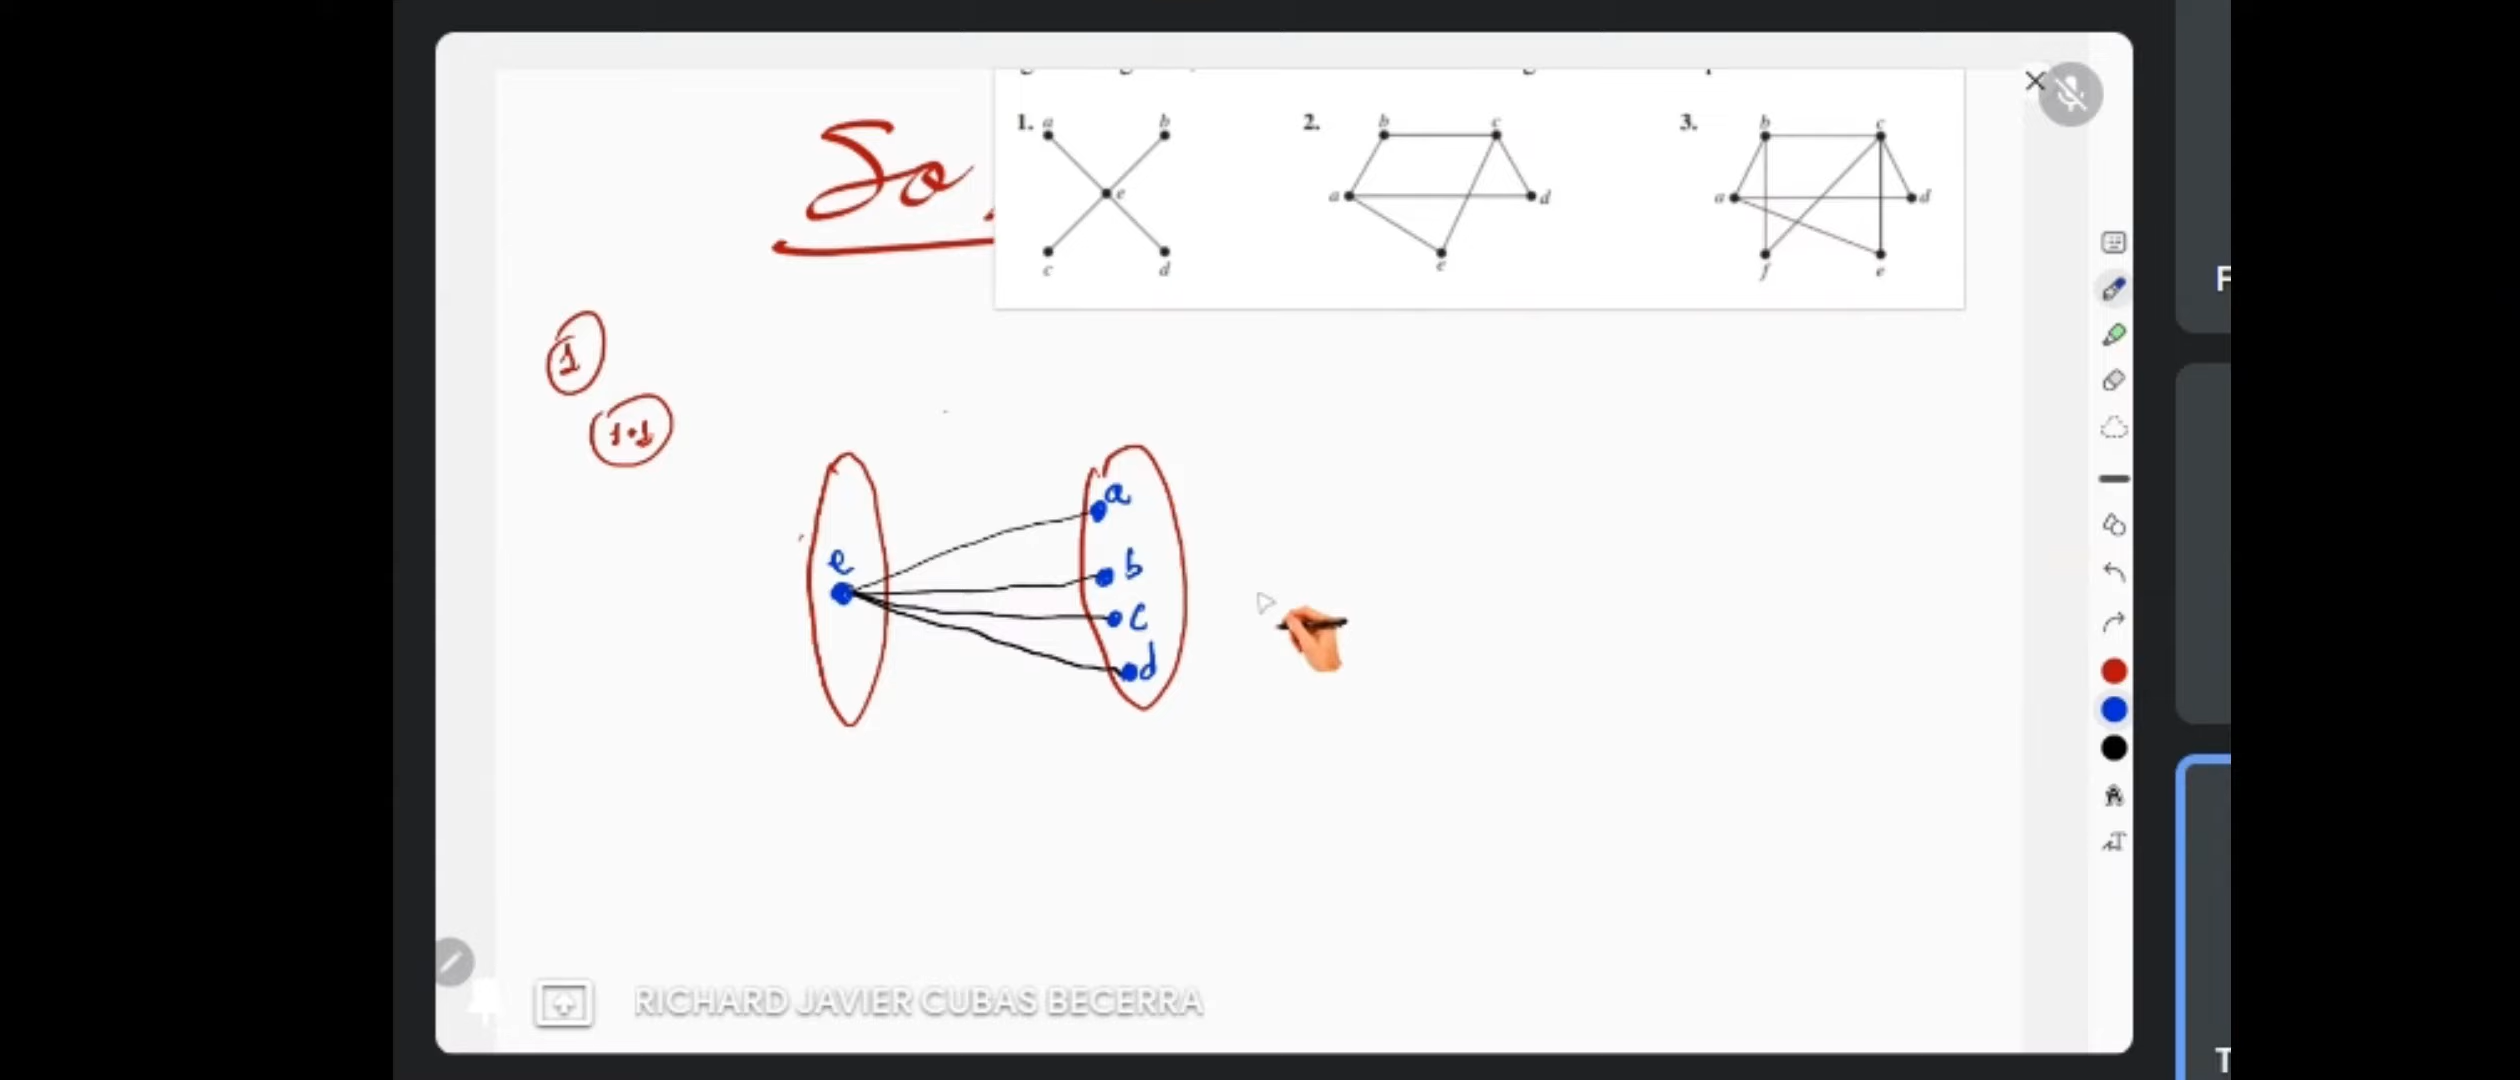 So
1. a b 2. b c 3. b c
e
a d a d
c d e f e
1
1.1
a
e b
c
d
RICHARD JAVIER CUBAS BECERRA
F
T